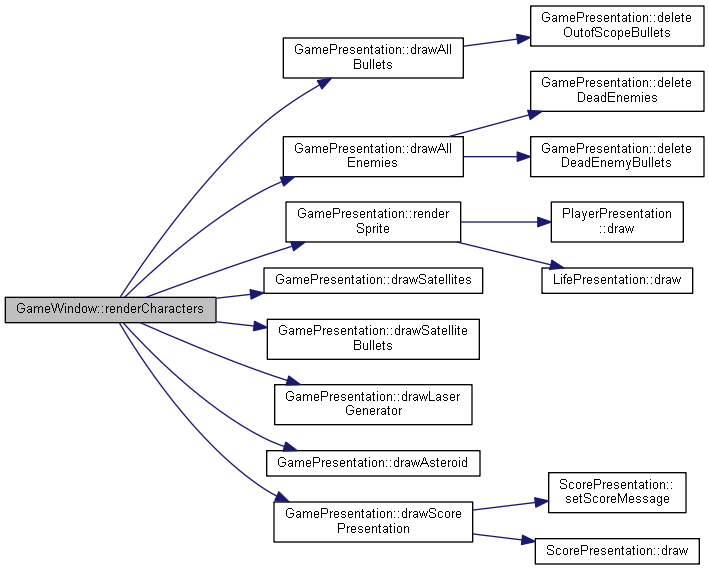 GameWindow::renderCharacters
GamePresentation::drawAll
Bullets
GamePresentation::delete
OutofScopeBullets
GamePresentation::drawAll
Enemies
GamePresentation::delete
DeadEnemies
GamePresentation::delete
DeadEnemyBullets
GamePresentation::render
Sprite
PlayerPresentation
::draw
LifePresentation::draw
GamePresentation::drawSatellites
GamePresentation::drawSatellite
Bullets
GamePresentation::drawLaser
Generator
GamePresentation::drawAsteroid
GamePresentation::drawScore
Presentation
ScorePresentation::
setScoreMessage
ScorePresentation::draw